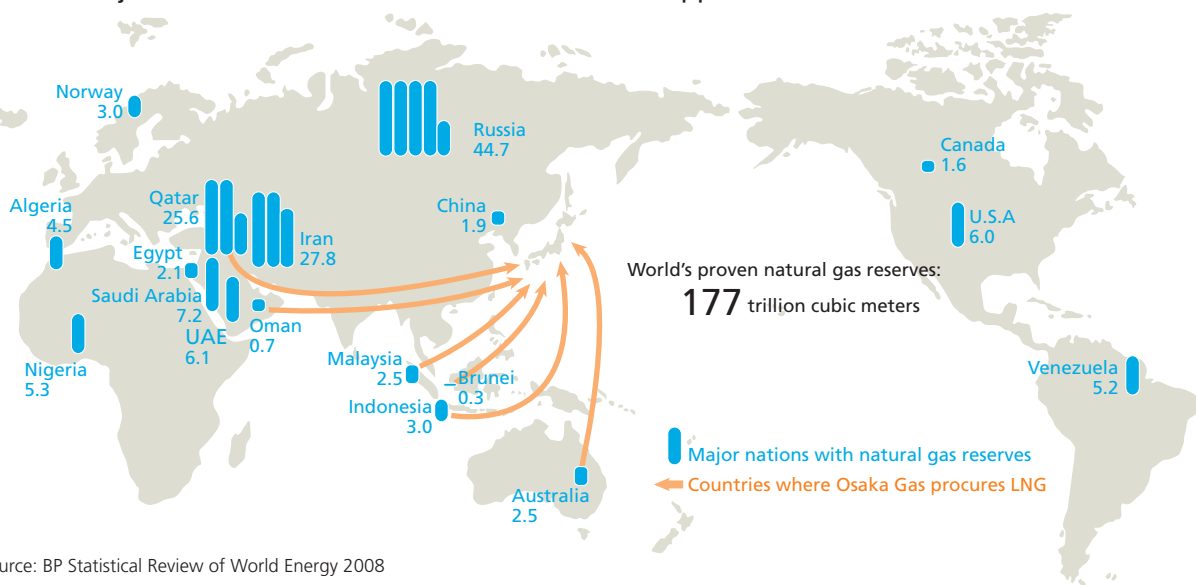 Norway
3.0
Russia
44.7
Canada
1.6
Qatar
25.6
China
1.9
Algeria
4.5
U.S.A
6.0
Iran
27.8
Egypt
2.1
World's proven natural gas reserves:
177 trillion cubic meters
Saudi Arabia
7.2
UAE
6.1
Oman
0.7
Malaysia
2.5
Brunei
0.3
Nigeria
5.3
Venezuela
5.2
Indonesia
3.0
Major nations with natural gas reserves
Countries where Osaka Gas procures LNG
Australia
2.5
urce: BP Statistical Review of World Energy 2008